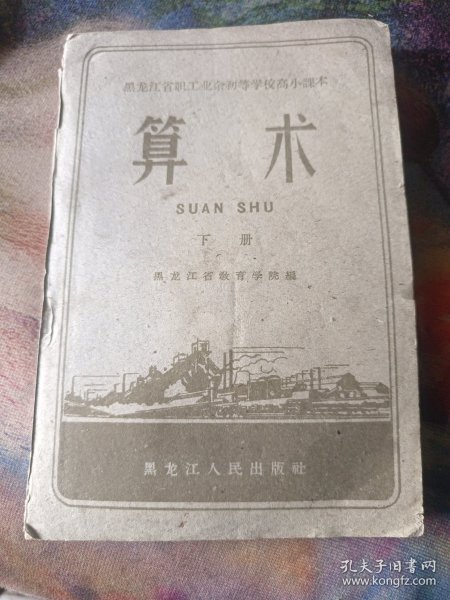 黑龙江省职工业余初等学校高小課本
算术
SUAN SHU
下册
黑龙江省教育学院編
黑龙江人民出版社
孔夫子旧书网
www.kongfz.com